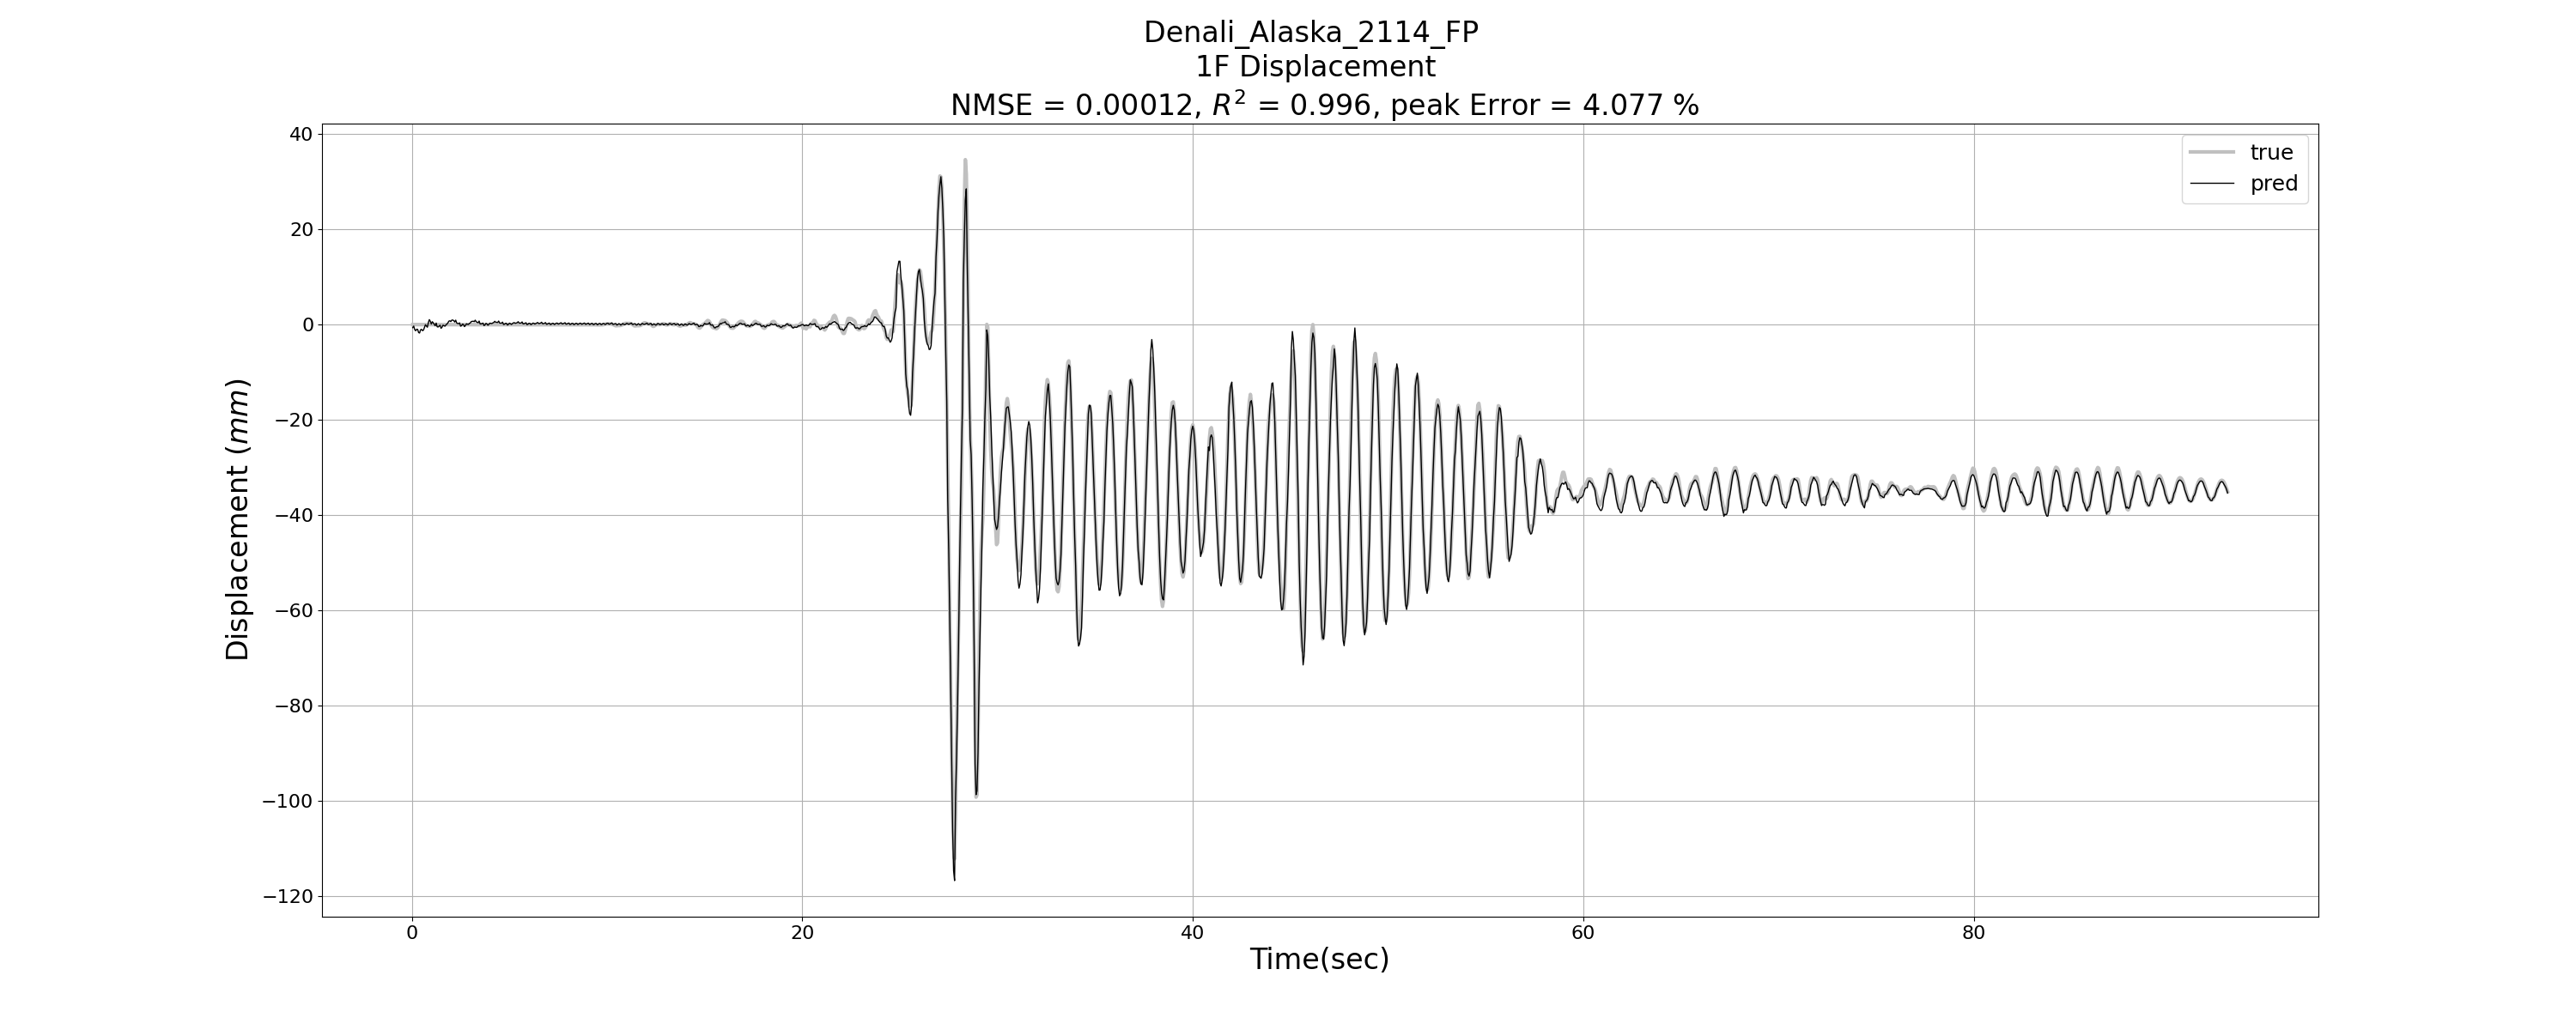 Denali_Alaska_2114_FP
1F Displacement
NMSE = 0.00012, R² = 0.996, peak Error = 4.077 %
true
pred
40
20
0
−20
−40
−60
−80
−100
−120
Displacement (mm)
0 20 40 60 80
Time(sec)